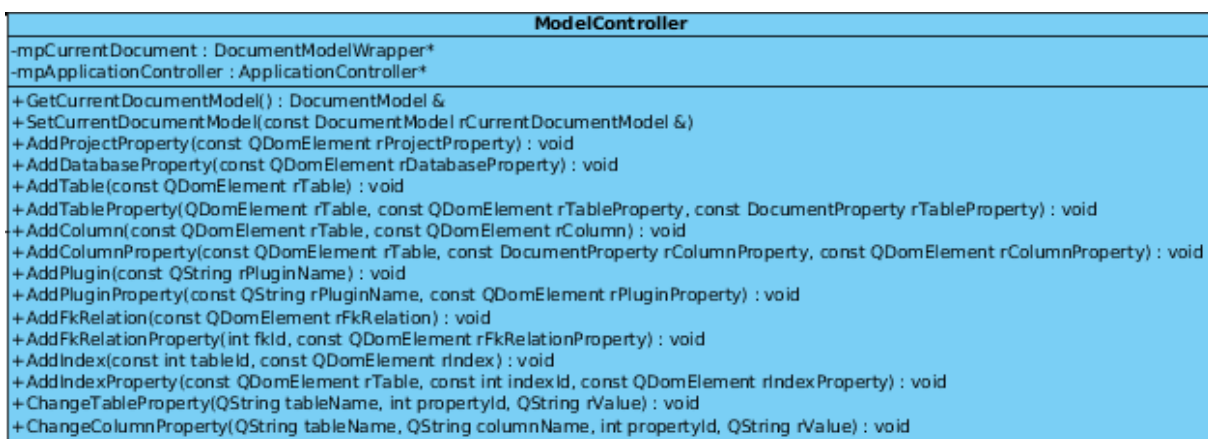 ModelController
-mpCurrentDocument : DocumentModelWrapper*
-mpApplicationController : ApplicationController*
+GetCurrentDocumentModel() : DocumentModel &
+SetCurrentDocumentModel(const DocumentModel rCurrentDocumentModel &)
+AddProjectProperty(const QDomElement rProjectProperty) : void
+AddDatabaseProperty(const QDomElement rDatabaseProperty) : void
+AddTable(const QDomElement rTable) : void
+AddTableProperty(QDomElement rTable, const QDomElement rTableProperty, const DocumentProperty rTableProperty) : void
+AddColumn(const QDomElement rTable, const QDomElement rColumn) : void
+AddColumnProperty(const QDomElement rTable, const DocumentProperty rColumnProperty, const QDomElement rColumnProperty) : void
+AddPlugin(const QString rPluginName) : void
+AddPluginProperty(const QString rPluginName, const QDomElement rPluginProperty) : void
+AddFkRelation(const QDomElement rFkRelation) : void
+AddFkRelationProperty(int fkId, const QDomElement rFkRelationProperty) : void
+AddIndex(const int tableId, const QDomElement rIndex) : void
+AddIndexProperty(const QDomElement rTable, const int indexId, const QDomElement rIndexProperty) : void
+ChangeTableProperty(QString tableName, int propertyId, QString rValue) : void
+ChangeColumnProperty(QString tableName, QString columnName, int propertyId, QString rValue) : void